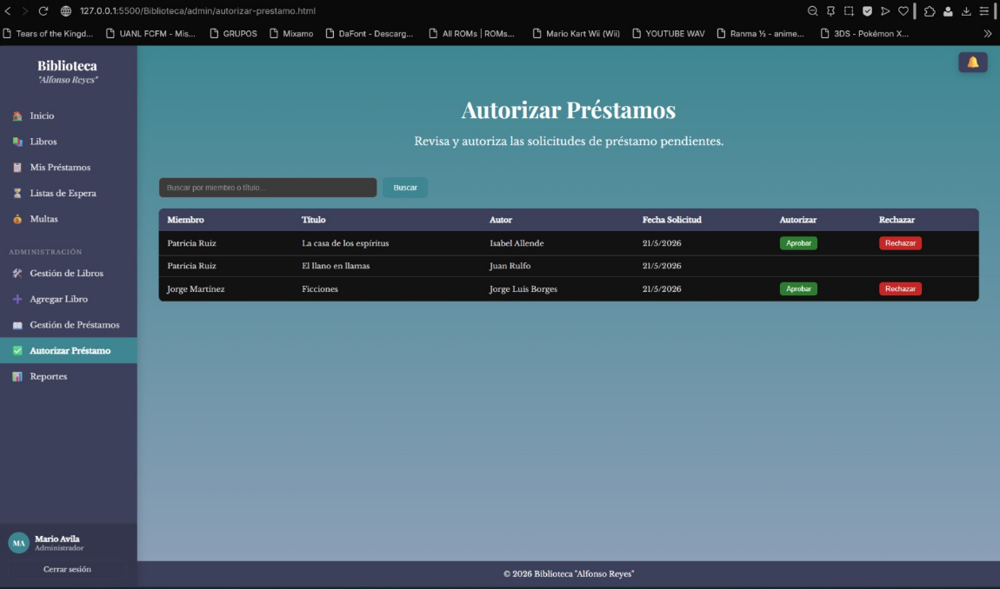 127.0.0.1:5500/Biblioteca/admin/autorizar-prestamo.html
Tears of the Kingd... UANL FCFM - Mis... GRUPOS Mixamo DaFont - Descarg... All ROMs | ROMs... Mario Kart Wii (Wii) YOUTUBE WAV Ranma ½ - anime... 3DS - Pokémon X...
Biblioteca
"Alfonso Reyes"
Inicio
Libros
Mis Préstamos
Listas de Espera
Multas
ADMINISTRACIÓN
Gestión de Libros
Agregar Libro
Gestión de Préstamos
Autorizar Préstamo
Reportes
MA
Mario Avila
Administrador
Cerrar sesión
Autorizar Préstamos
Revisa y autoriza las solicitudes de préstamo pendientes.
Buscar por miembro o título... Buscar
Miembro Título Autor Fecha Solicitud Autorizar Rechazar
Patricia Ruiz La casa de los espíritus Isabel Allende 21/5/2026 Aprobar Rechazar
Patricia Ruiz El llano en llamas Juan Rulfo 21/5/2026
Jorge Martínez Ficciones Jorge Luis Borges 21/5/2026 Aprobar Rechazar
© 2026 Biblioteca "Alfonso Reyes"